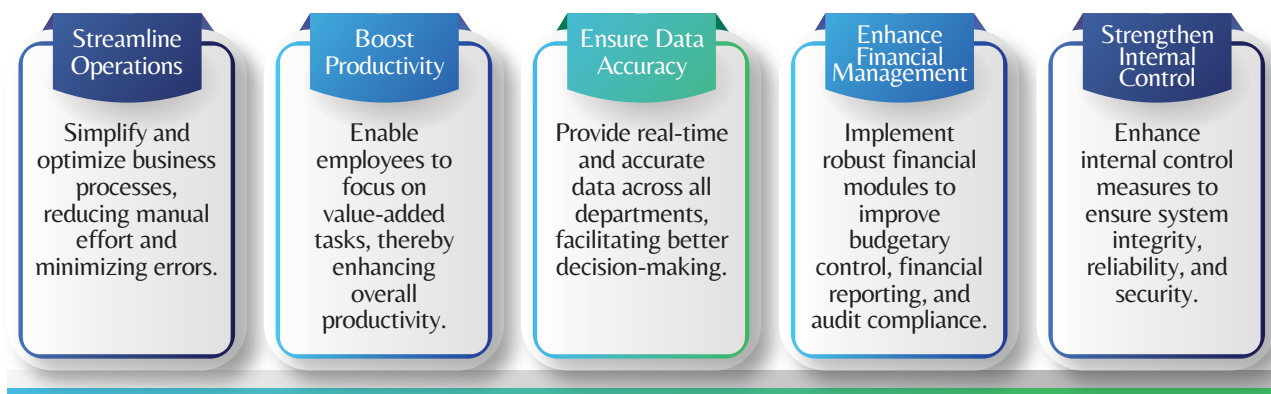 Streamline
Operations
Simplify and
optimize business
processes,
reducing manual
effort and
minimizing errors.
Boost
Productivity
Enable
employees to
focus on
value-added
tasks, thereby
enhancing
overall
productivity.
Ensure Data
Accuracy
Provide real-time
and accurate
data across all
departments,
facilitating better
decision-making.
Enhance
Financial
Management
Implement
robust financial
modules to
improve
budgetary
control, financial
reporting, and
audit compliance.
Strengthen
Internal
Control
Enhance
internal control
measures to
ensure system
integrity,
reliability, and
security.